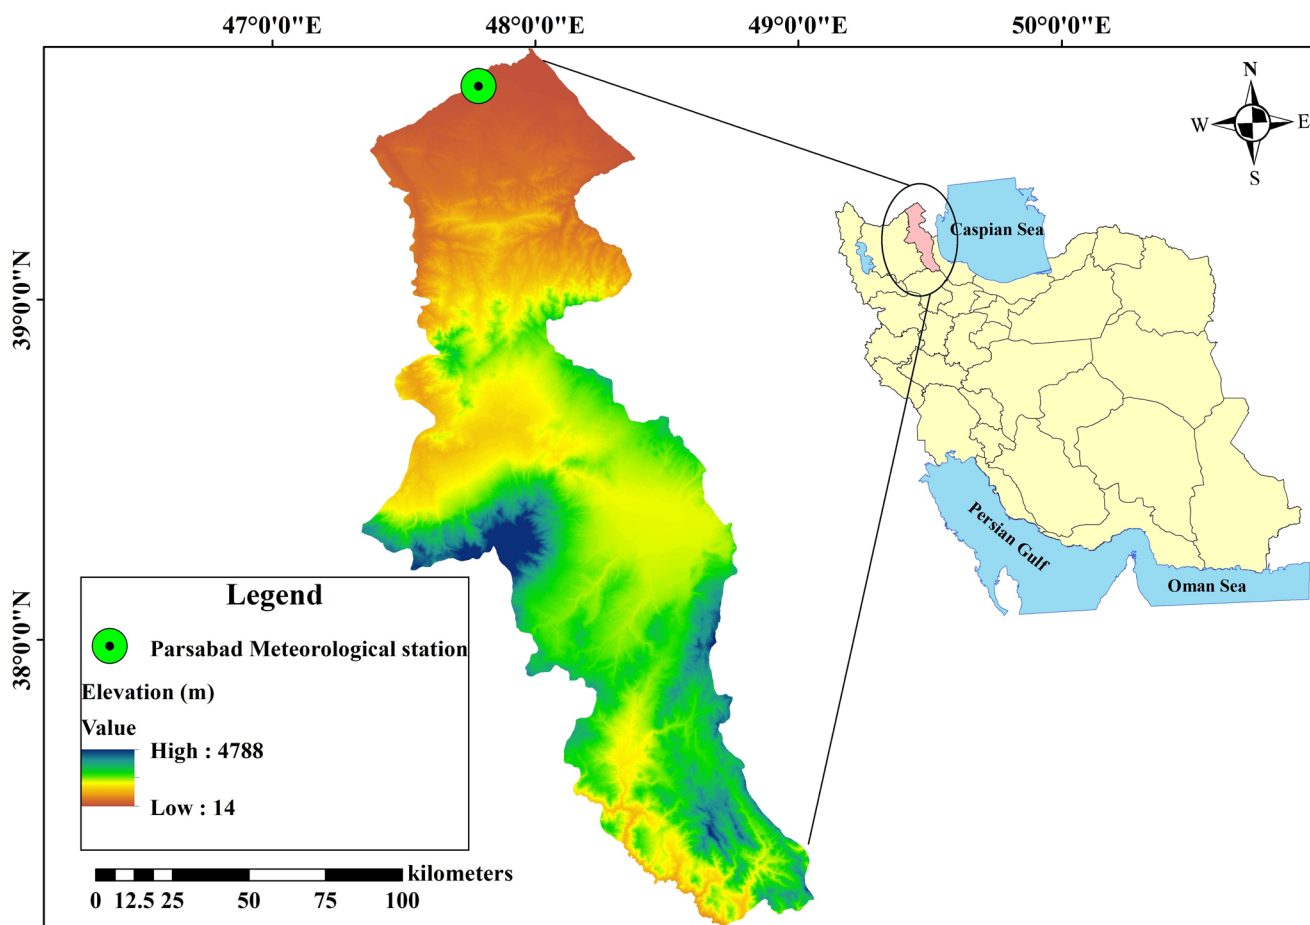 47°0'0"E
48°0'0"E
49°0'0"E
50°0'0"E
N
W
E
S
39°0'0"N
38°0'0"N
Caspian Sea
Persian Gulf
Oman Sea
Legend
Parsabad Meteorological station
Elevation (m)
Value
High : 4788
Low : 14
kilometers
0 12.5 25 50 75 100